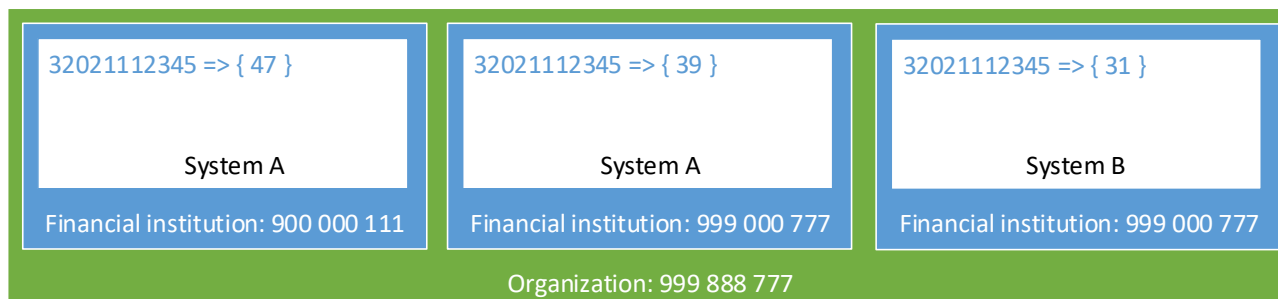 32021112345 => { 47 }
System A
Financial institution: 900 000 111
32021112345 => { 39 }
System A
Financial institution: 999 000 777
32021112345 => { 31 }
System B
Financial institution: 999 000 777
Organization: 999 888 777